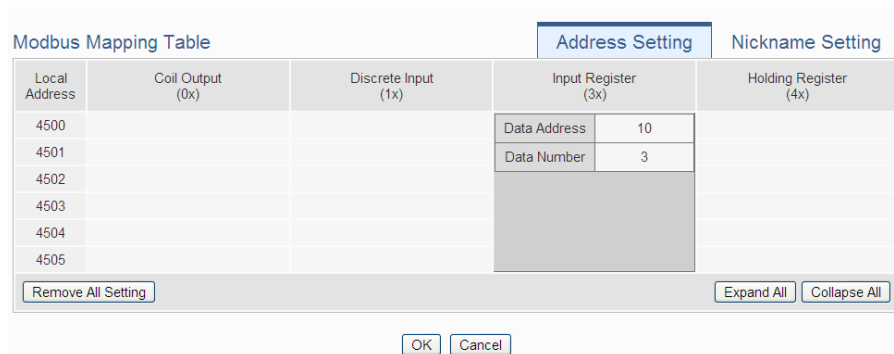 Modbus Mapping Table
Address Setting
Nickname Setting
Local Address
Coil Output (0x)
Discrete Input (1x)
Input Register (3x)
Holding Register (4x)
4500
Data Address 10
4501
Data Number 3
4502
4503
4504
4505
Remove All Setting
Expand All
Collapse All
OK
Cancel